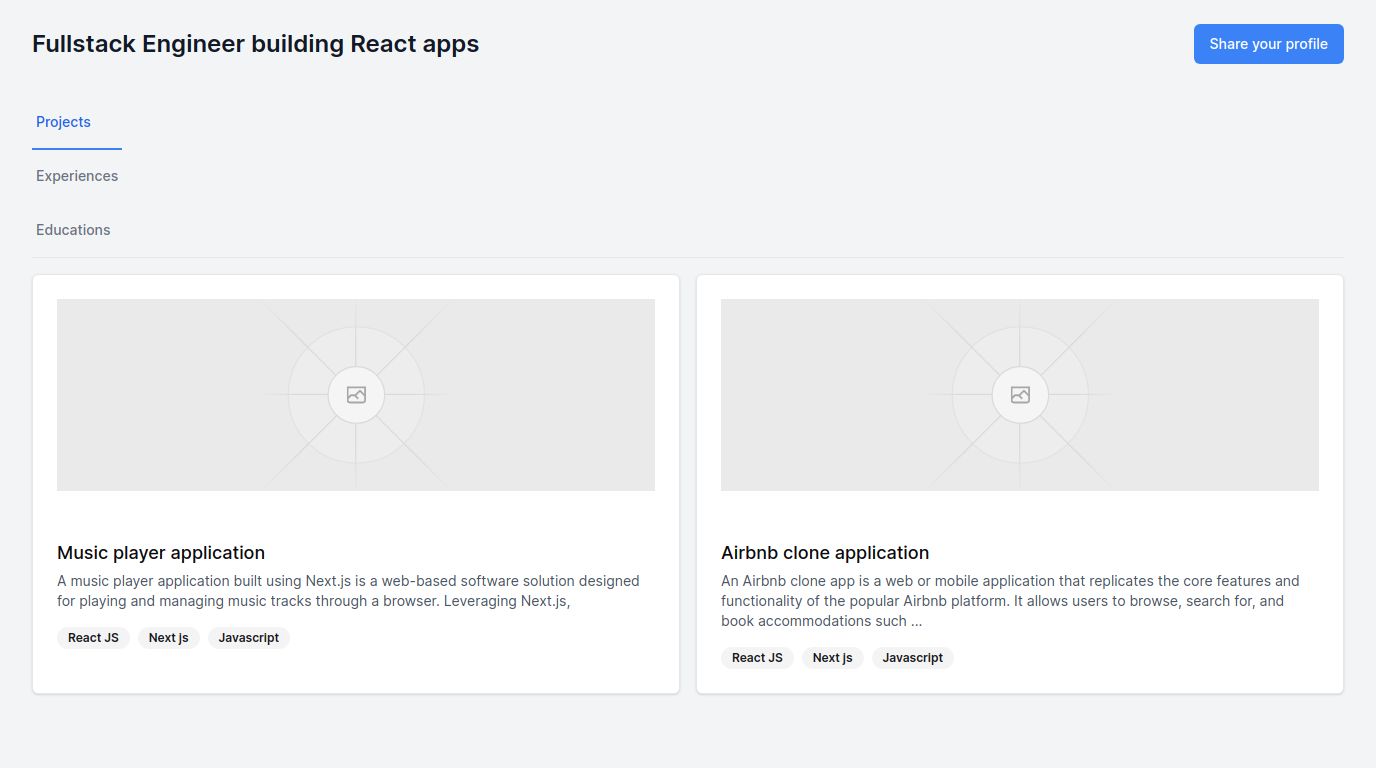 Fullstack Engineer building React apps
Share your profile
Projects
Experiences
Educations
Music player application
A music player application built using Next.js is a web-based software solution designed
for playing and managing music tracks through a browser. Leveraging Next.js,
React JS
Next js
Javascript
Airbnb clone application
An Airbnb clone app is a web or mobile application that replicates the core features and
functionality of the popular Airbnb platform. It allows users to browse, search for, and
book accommodations such ...
React JS
Next js
Javascript